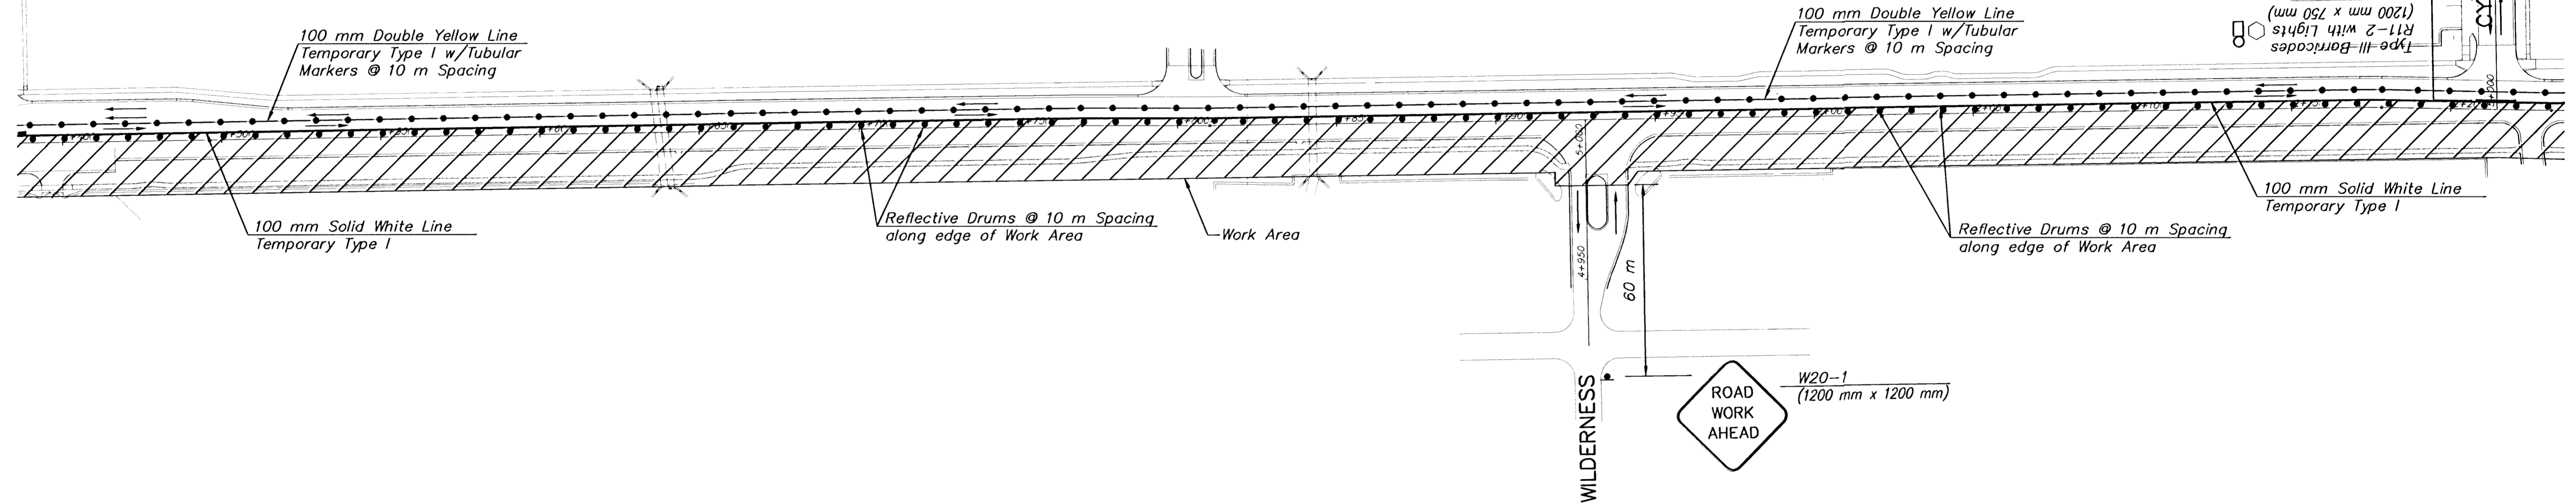 100 mm Double Yellow Line
Temporary Type I w/Tubular
Markers @ 10 m Spacing
100 mm Double Yellow Line
Temporary Type I w/Tubular
Markers @ 10 m Spacing
Type III Barricades
R11-2 with Lights
(1200 mm x 750 mm)
100 mm Solid White Line
Temporary Type I
Reflective Drums @ 10 m Spacing
along edge of Work Area
Work Area
5+000
4+950
60 m
Reflective Drums @ 10 m Spacing
along edge of Work Area
100 mm Solid White Line
Temporary Type I
WILDERNESS
ROAD
WORK
AHEAD
W20-1
(1200 mm x 1200 mm)